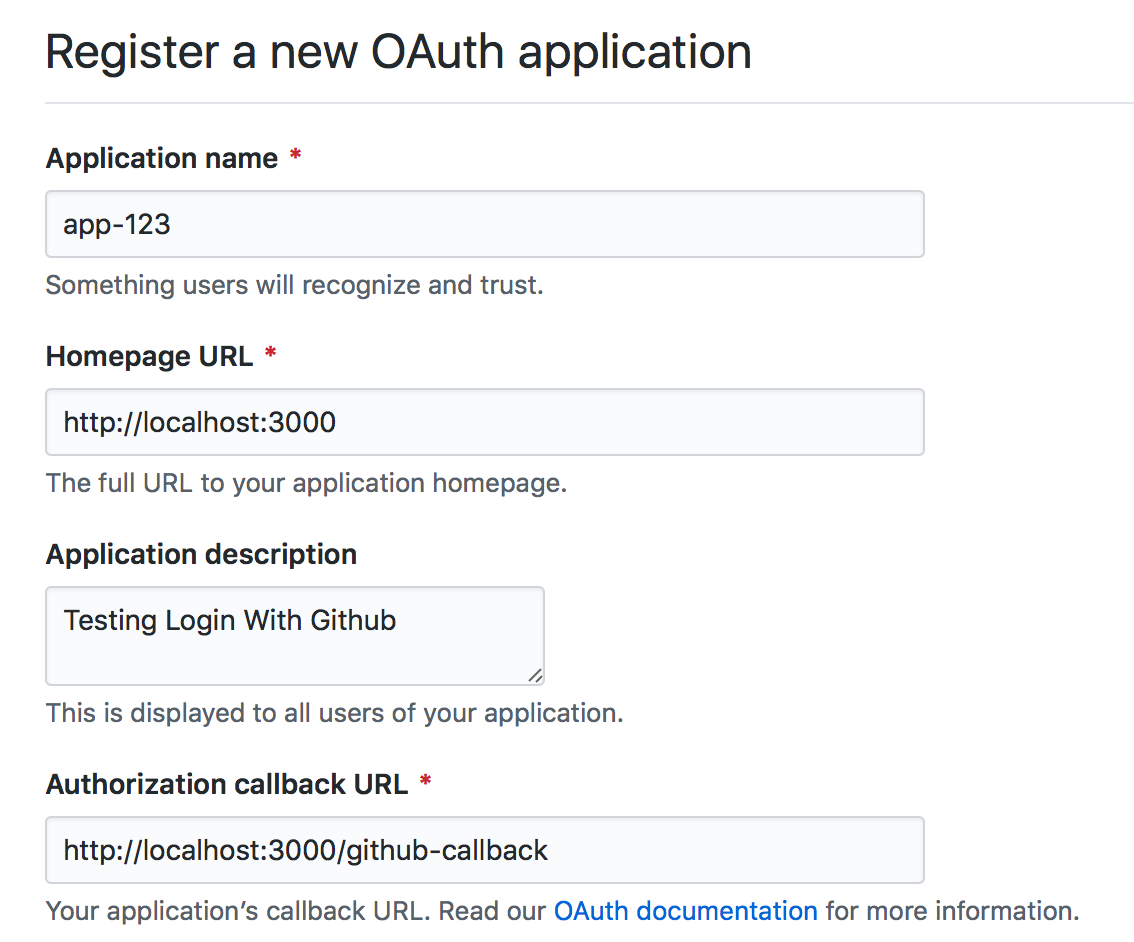 Register a new OAuth application
Application name *
app-123
Something users will recognize and trust.
Homepage URL *
http://localhost:3000
The full URL to your application homepage.
Application description
Testing Login With Github
This is displayed to all users of your application.
Authorization callback URL *
http://localhost:3000/github-callback
Your application’s callback URL. Read our OAuth documentation for more information.